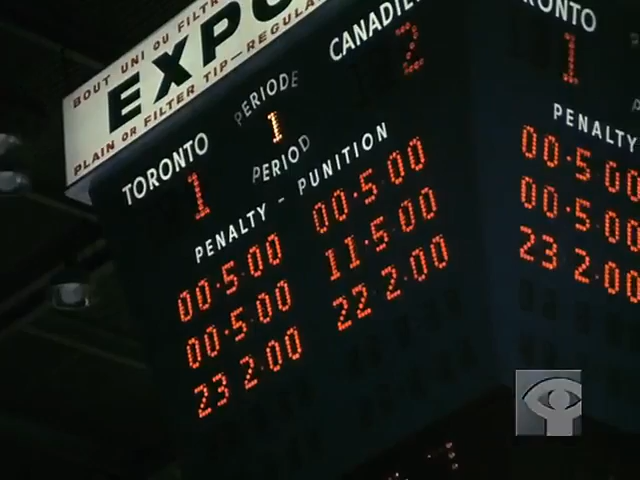 BOUT UNI OU FILTR
EXPO
PLAIN OR FILTER TIP—REGULA
TORONTO
1
PERIODE
1
PERIOD
CANADIE
2
PENALTY - PUNITION
00·5·00 00·5·00
00·5·00 11·5·00
23 2·00 22 2·00
RONTO
1
PENALTY
00·5 00
00·5·00
23 2·00